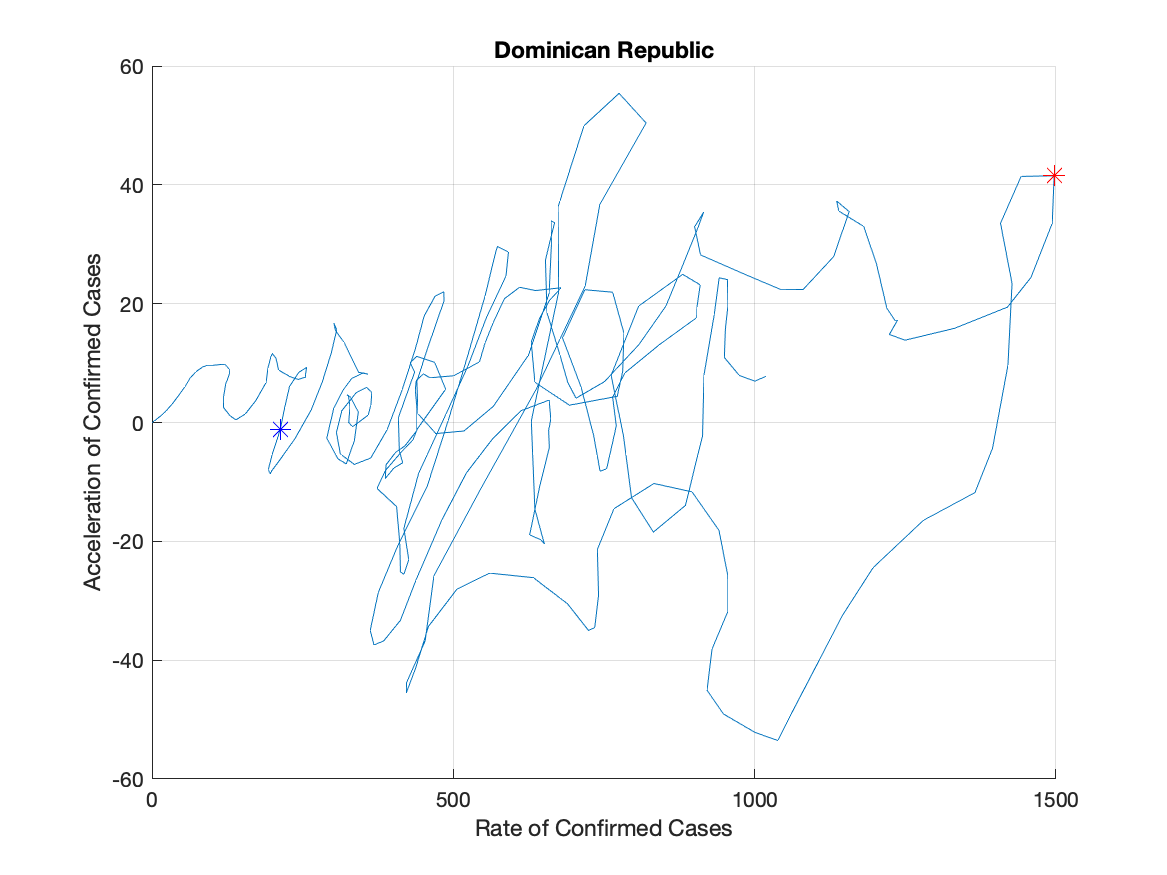 Dominican Republic
60
40
20
0
-20
-40
-60
Acceleration of Confirmed Cases
0 500 1000 1500
Rate of Confirmed Cases